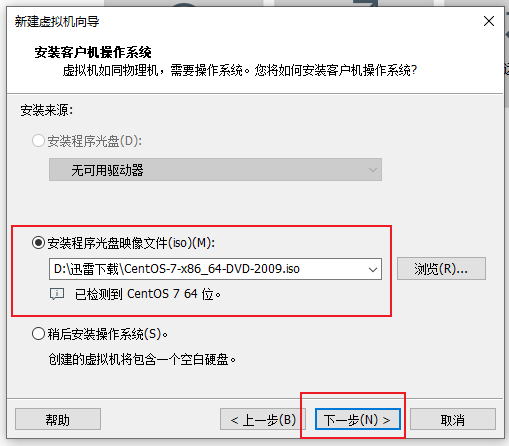 新建虚拟机向导
安装客户机操作系统
虚拟机如同物理机，需要操作系统。您将如何安装客户机操作系统?
安装来源:
安装程序光盘(D):
无可用驱动器
安装程序光盘映像文件(iso)(M):
D:\迅雷下载\CentOS-7-x86_64-DVD-2009.iso
浏览(R)...
已检测到 CentOS 7 64 位。
稍后安装操作系统(S)。
创建的虚拟机将包含一个空白硬盘。
帮助
< 上一步(B)
下一步(N) >
取消